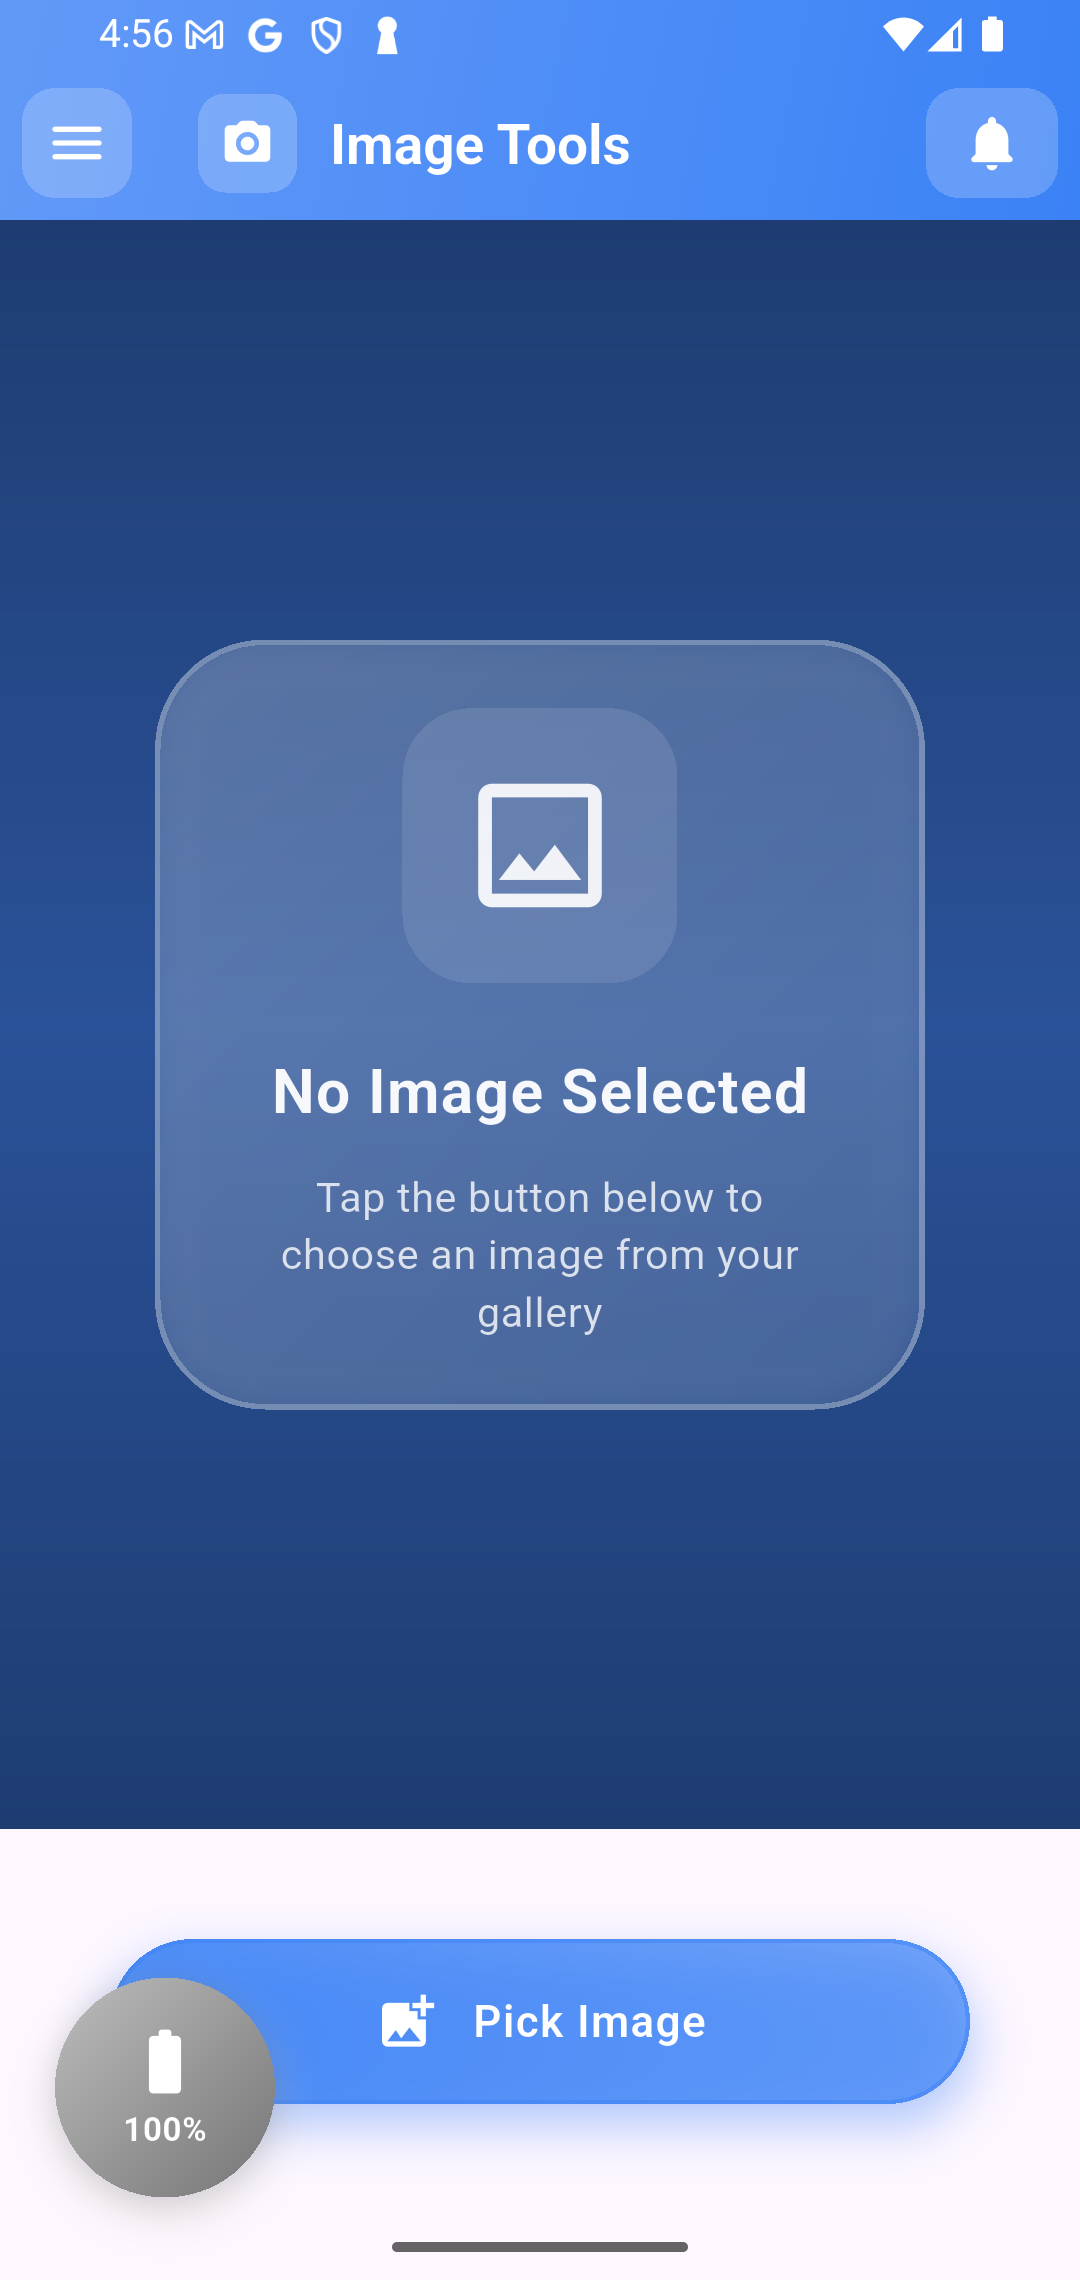 4:56
Image Tools
No Image Selected
Tap the button below to
choose an image from your
gallery
Pick Image
100%